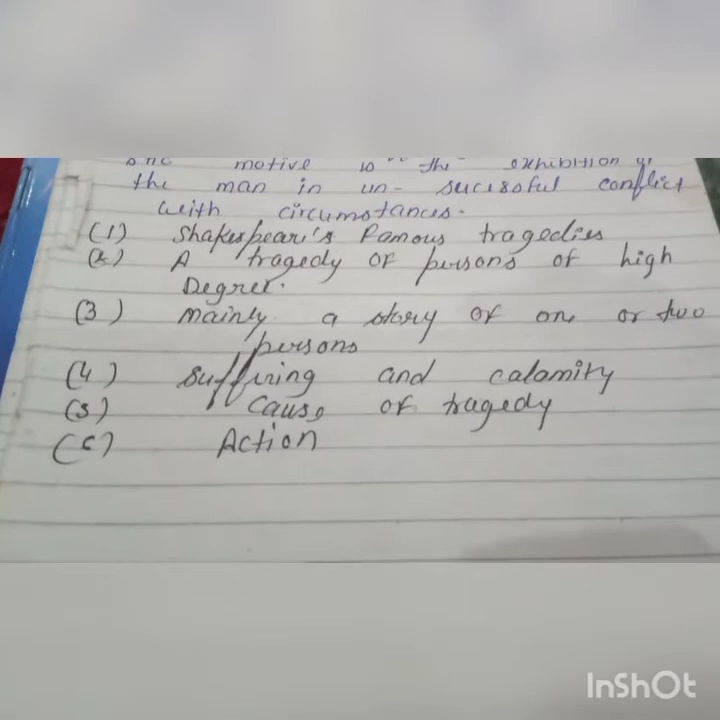 motive is the exhibition of
the man in un- sucessful conflict
with circumstances.
(1) Shakespeare's Famous tragedies
(2) A tragedy of persons of high
Degree.
(3) mainly a story of one or two
persons
(4) Suffering and calamity
(5) Cause of tragedy
(6) Action
InShOt